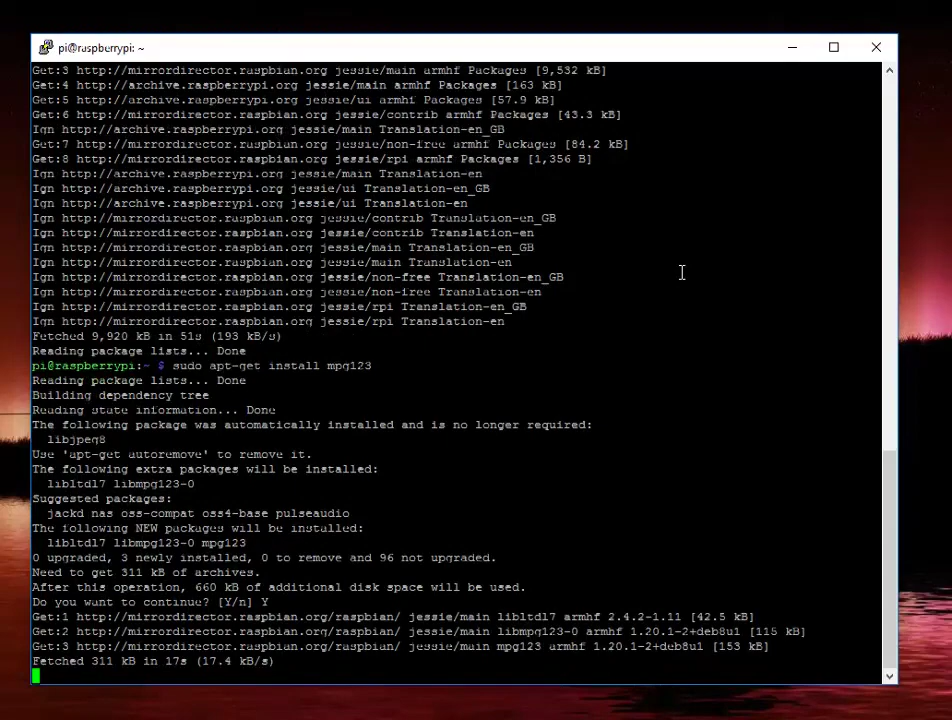 pi@raspberrypi: ~
Get:3 http://mirrordirector.raspbian.org jessie/main armhf Packages [9,532 kB]
Get:4 http://archive.raspberrypi.org jessie/main armhf Packages [163 kB]
Get:5 http://archive.raspberrypi.org jessie/ui armhf Packages [57.9 kB]
Get:6 http://mirrordirector.raspbian.org jessie/contrib armhf Packages [43.3 kB]
Ign http://archive.raspberrypi.org jessie/main Translation-en_GB
Get:7 http://mirrordirector.raspbian.org jessie/non-free armhf Packages [84.2 kB]
Get:8 http://mirrordirector.raspbian.org jessie/rpi armhf Packages [1,356 B]
Ign http://archive.raspberrypi.org jessie/main Translation-en
Ign http://archive.raspberrypi.org jessie/ui Translation-en_GB
Ign http://archive.raspberrypi.org jessie/ui Translation-en
Ign http://mirrordirector.raspbian.org jessie/contrib Translation-en_GB
Ign http://mirrordirector.raspbian.org jessie/contrib Translation-en
Ign http://mirrordirector.raspbian.org jessie/main Translation-en_GB
Ign http://mirrordirector.raspbian.org jessie/main Translation-en
Ign http://mirrordirector.raspbian.org jessie/non-free Translation-en_GB
Ign http://mirrordirector.raspbian.org jessie/non-free Translation-en
Ign http://mirrordirector.raspbian.org jessie/rpi Translation-en_GB
Ign http://mirrordirector.raspbian.org jessie/rpi Translation-en
Fetched 9,920 kB in 51s (193 kB/s)
Reading package lists... Done
pi@raspberrypi:~ $ sudo apt-get install mpg123
Reading package lists... Done
Building dependency tree
Reading state information... Done
The following package was automatically installed and is no longer required:
libjpeg8
Use 'apt-get autoremove' to remove it.
The following extra packages will be installed:
libltdl7 libmpg123-0
Suggested packages:
jackd nas oss-compat oss4-base pulseaudio
The following NEW packages will be installed:
libltdl7 libmpg123-0 mpg123
0 upgraded, 3 newly installed, 0 to remove and 96 not upgraded.
Need to get 311 kB of archives.
After this operation, 660 kB of additional disk space will be used.
Do you want to continue? [Y/n] Y
Get:1 http://mirrordirector.raspbian.org/raspbian/ jessie/main libltdl7 armhf 2.4.2-1.11 [42.5 kB]
Get:2 http://mirrordirector.raspbian.org/raspbian/ jessie/main libmpg123-0 armhf 1.20.1-2+deb8u1 [115 kB]
Get:3 http://mirrordirector.raspbian.org/raspbian/ jessie/main mpg123 armhf 1.20.1-2+deb8u1 [153 kB]
Fetched 311 kB in 17s (17.4 kB/s)